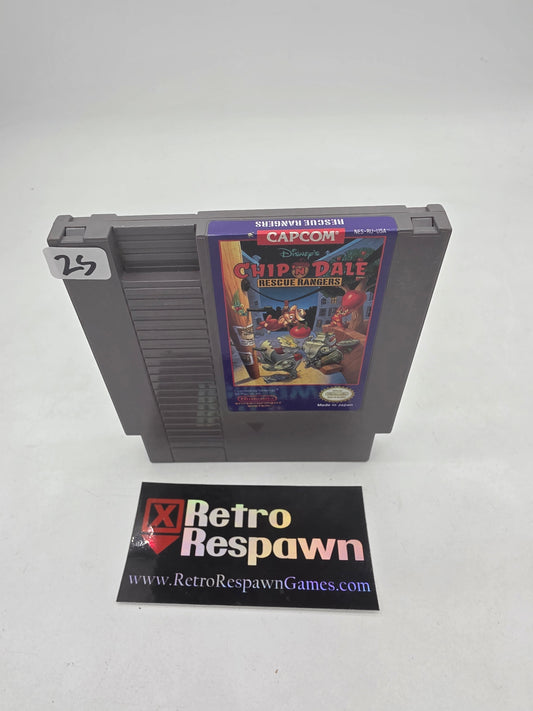 25
RESCUE RANGERS
CAPCOM
NES-RU-USA
Disney's
CHIP 'N DALE
RESCUE RANGERS
Nintendo
Made in Japan
X Retro
Respawn
www.RetroRespawnGames.com